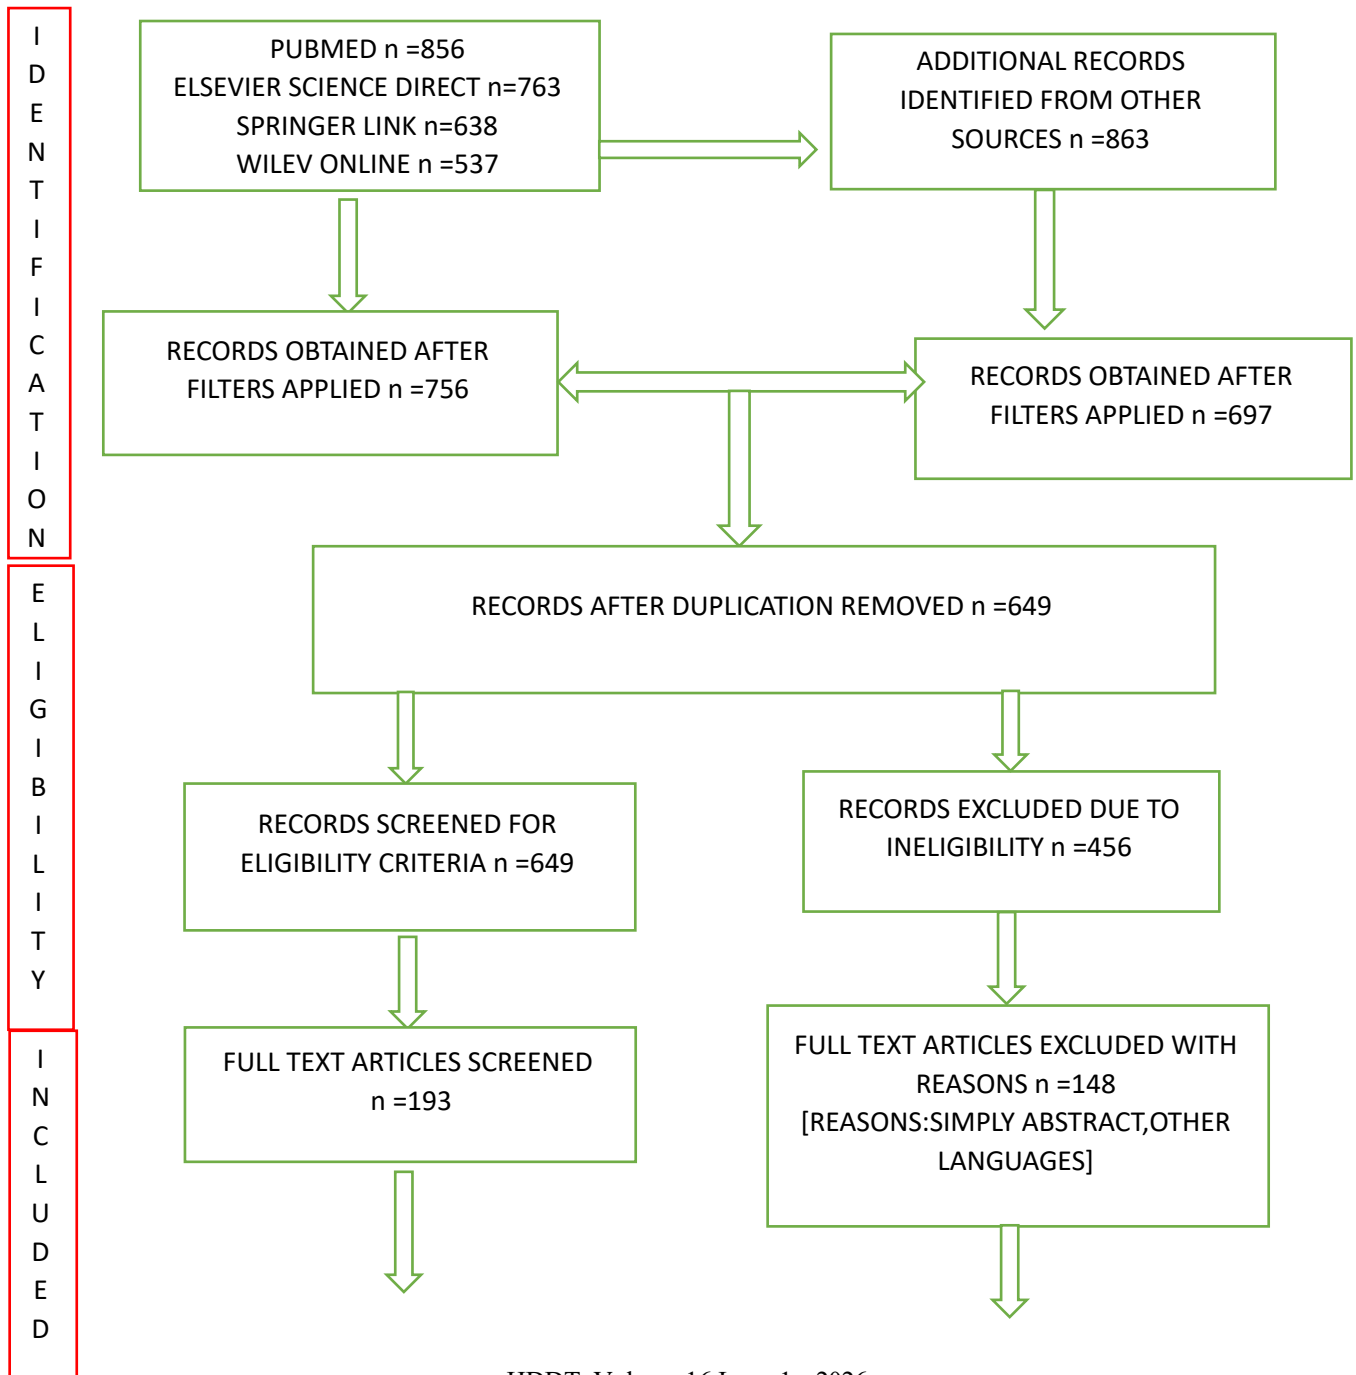 IDENTIFICATION
PUBMED n =856
ELSEVIER SCIENCE DIRECT n=763
SPRINGER LINK n=638
WILEV ONLINE n =537
ADDITIONAL RECORDS
IDENTIFIED FROM OTHER
SOURCES n =863
RECORDS OBTAINED AFTER
FILTERS APPLIED n =756
RECORDS OBTAINED AFTER
FILTERS APPLIED n =697
ELIGIBILITY
RECORDS AFTER DUPLICATION REMOVED n =649
RECORDS SCREENED FOR
ELIGIBILITY CRITERIA n =649
RECORDS EXCLUDED DUE TO
INELIGIBILITY n =456
INCLUDED
FULL TEXT ARTICLES SCREENED
n =193
FULL TEXT ARTICLES EXCLUDED WITH
REASONS n =148
[REASONS:SIMPLY ABSTRACT,OTHER
LANGUAGES]